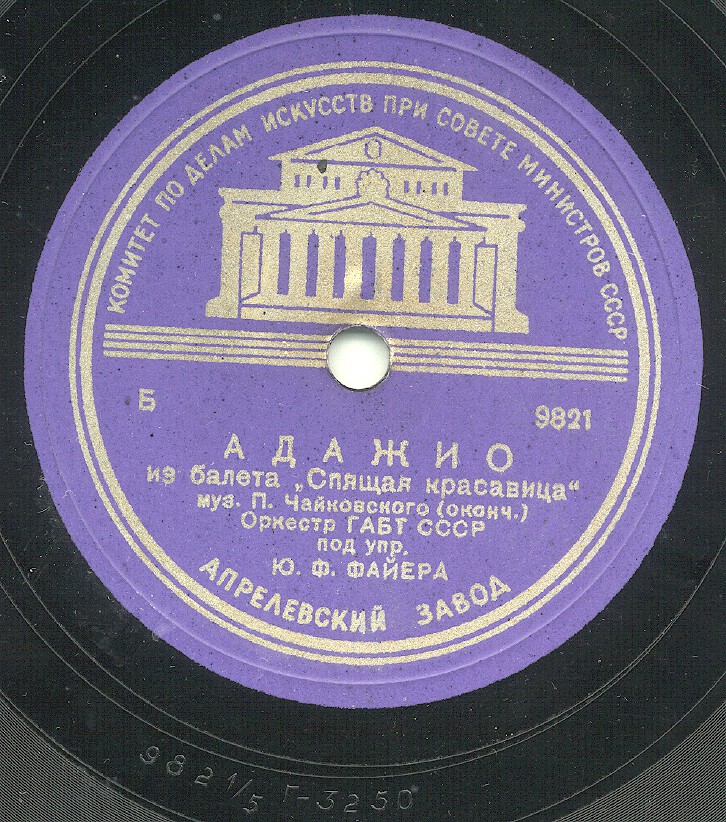 КОМИТЕТ ПО ДЕЛАМ ИСКУССТВ ПРИ СОВЕТЕ МИНИСТРОВ СССР
Б
9821
АДАЖИО
из балета „Спящая красавица“
муз. П. Чайковского (оконч.)
Оркестр ГАБТ СССР
под упр.
Ю. Ф. ФАЙЕРА
АПРЕЛЕВСКИЙ ЗАВОД
9821/5 Г-3250